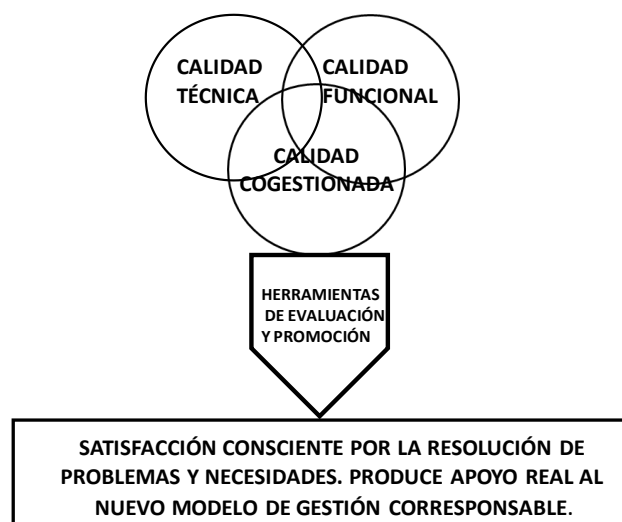 CALIDAD
TÉCNICA
CALIDAD
FUNCIONAL
CALIDAD
COGESTIONADA
HERRAMIENTAS
DE EVALUACIÓN
Y PROMOCIÓN
SATISFACCIÓN CONSCIENTE POR LA RESOLUCIÓN DE
PROBLEMAS Y NECESIDADES. PRODUCE APOYO REAL AL
NUEVO MODELO DE GESTIÓN CORRESPONSABLE.